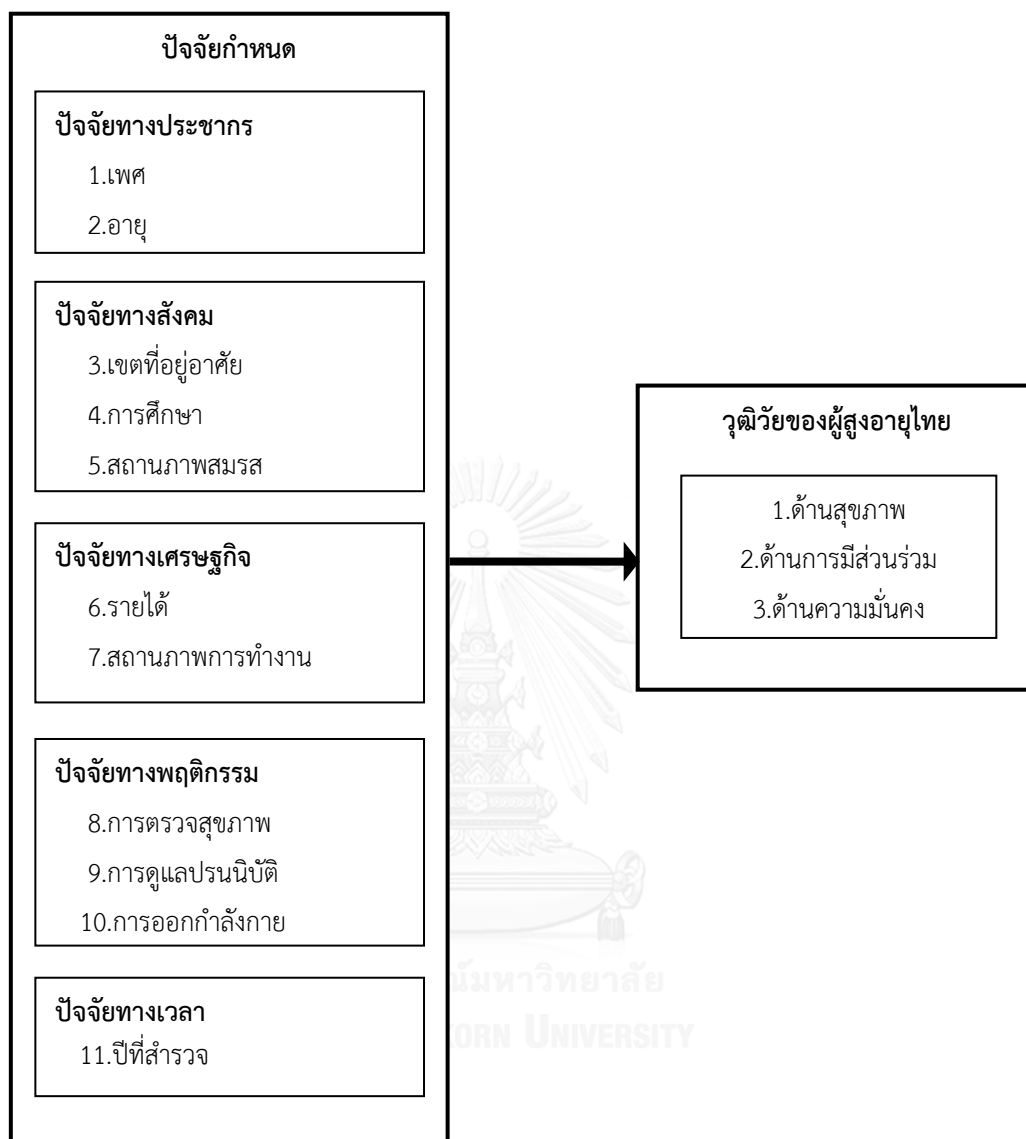 ปัจจัยกำหนด
ปัจจัยทางประชากร
1.เพศ
2.อายุ
ปัจจัยทางสังคม
3.เขตที่อยู่อาศัย
4.การศึกษา
5.สถานภาพสมรส
ปัจจัยทางเศรษฐกิจ
6.รายได้
7.สถานภาพการทำงาน
ปัจจัยทางพฤติกรรม
8.การตรวจสุขภาพ
9.การดูแลปรนนิบัติ
10.การออกกำลังกาย
ปัจจัยทางเวลา
11.ปีที่สำรวจ
วุฒิวัยของผู้สูงอายุไทย
1.ด้านสุขภาพ
2.ด้านการมีส่วนร่วม
3.ด้านความมั่นคง
มหาวิทยาลัย
UNIVERSITY